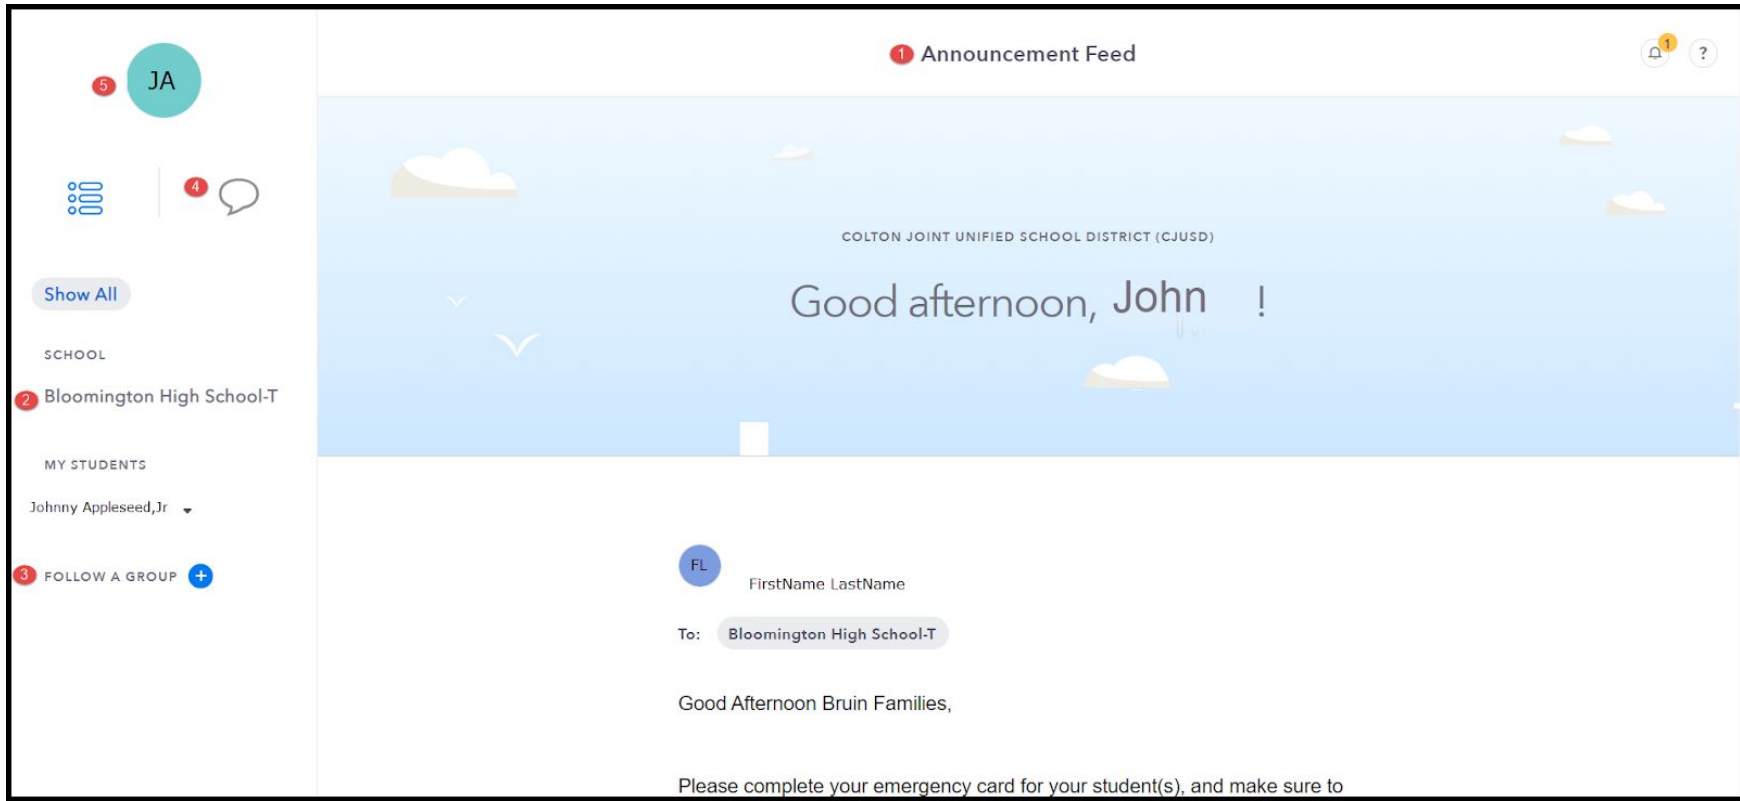 5 JA
4
Show All
SCHOOL
2 Bloomington High School-T
MY STUDENTS
Johnny Appleseed,Jr
3 FOLLOW A GROUP +
1 Announcement Feed
1 ?
COLTON JOINT UNIFIED SCHOOL DISTRICT (CJUSD)
Good afternoon, John !
FL
FirstName LastName
To: Bloomington High School-T
Good Afternoon Bruin Families,
Please complete your emergency card for your student(s), and make sure to